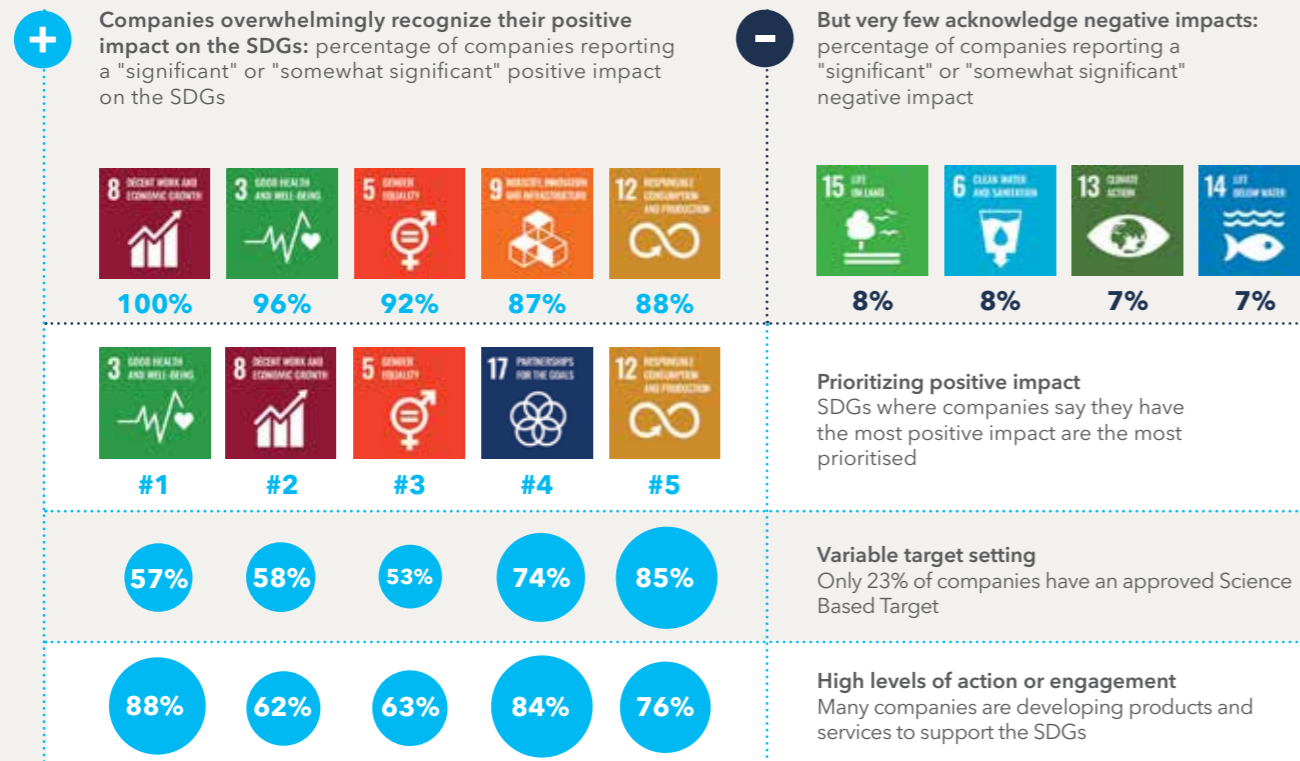 +
Companies overwhelmingly recognize their positive
impact on the SDGs: percentage of companies reporting
a "significant" or "somewhat significant" positive impact
on the SDGs
-
But very few acknowledge negative impacts:
percentage of companies reporting a
"significant" or "somewhat significant"
negative impact
8 DECENT WORK AND
ECONOMIC GROWTH
3 GOOD HEALTH
AND WELL-BEING
5 GENDER
EQUALITY
9 INDUSTRY, INNOVATION
AND INFRASTRUCTURE
12 RESPONSIBLE
CONSUMPTION
AND PRODUCTION
15 LIFE
ON LAND
6 CLEAN WATER
AND SANITATION
13 CLIMATE
ACTION
14 LIFE
BELOW WATER
100%
96%
92%
87%
88%
8%
8%
7%
7%
3 GOOD HEALTH
AND WELL-BEING
8 DECENT WORK AND
ECONOMIC GROWTH
5 GENDER
EQUALITY
17 PARTNERSHIPS
FOR THE GOALS
12 RESPONSIBLE
CONSUMPTION
AND PRODUCTION
#1
#2
#3
#4
#5
Prioritizing positive impact
SDGs where companies say they have
the most positive impact are the most
prioritised
57%
58%
53%
74%
85%
Variable target setting
Only 23% of companies have an approved Science
Based Target
88%
62%
63%
84%
76%
High levels of action or engagement
Many companies are developing products and
services to support the SDGs